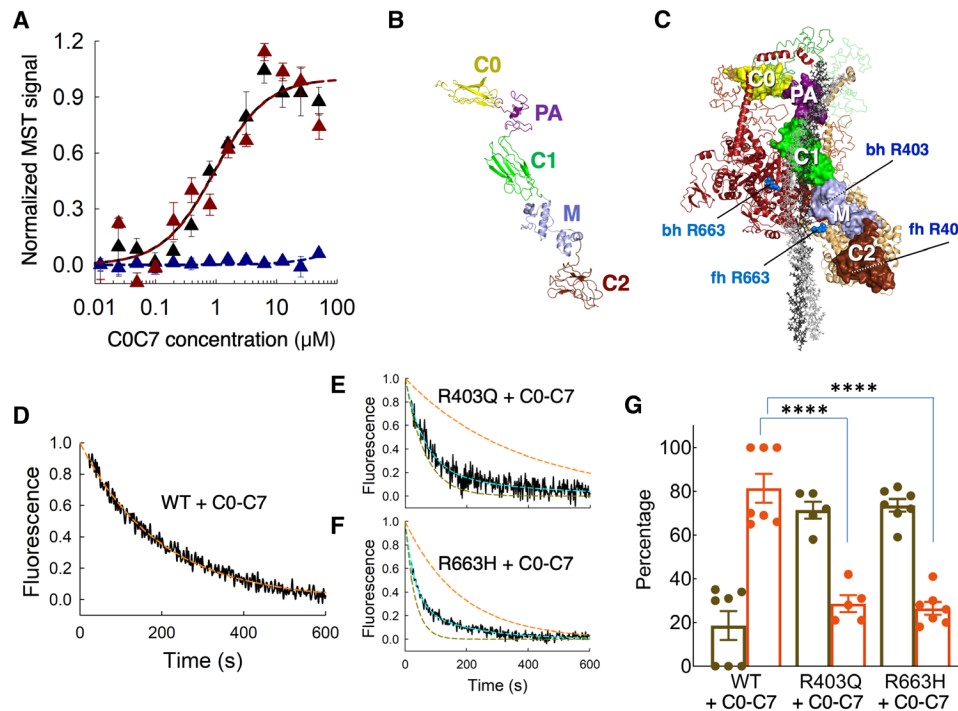 A
Normalized MST signal
1.2
0.9
0.6
0.3
0.0
0.01
0.1
1
10
100
C0C7 concentration (µM)
B
C0
PA
C1
M
C2
C
C0
PA
C1
M
C2
bh R403
bh R663
fh R663
fh R40
D
Fluorescence
1.0
0.8
0.6
0.4
0.2
0.0
WT + C0-C7
0
200
400
600
Time (s)
E
Fluorescence
1.0
0.8
0.6
0.4
0.2
0.0
R403Q + C0-C7
F
Fluorescence
1.0
0.8
0.6
0.4
0.2
0.0
R663H + C0-C7
0
200
400
600
Time (s)
G
Percentage
100
80
60
40
20
0
****
****
WT
+ C0-C7
R403Q
+ C0-C7
R663H
+ C0-C7